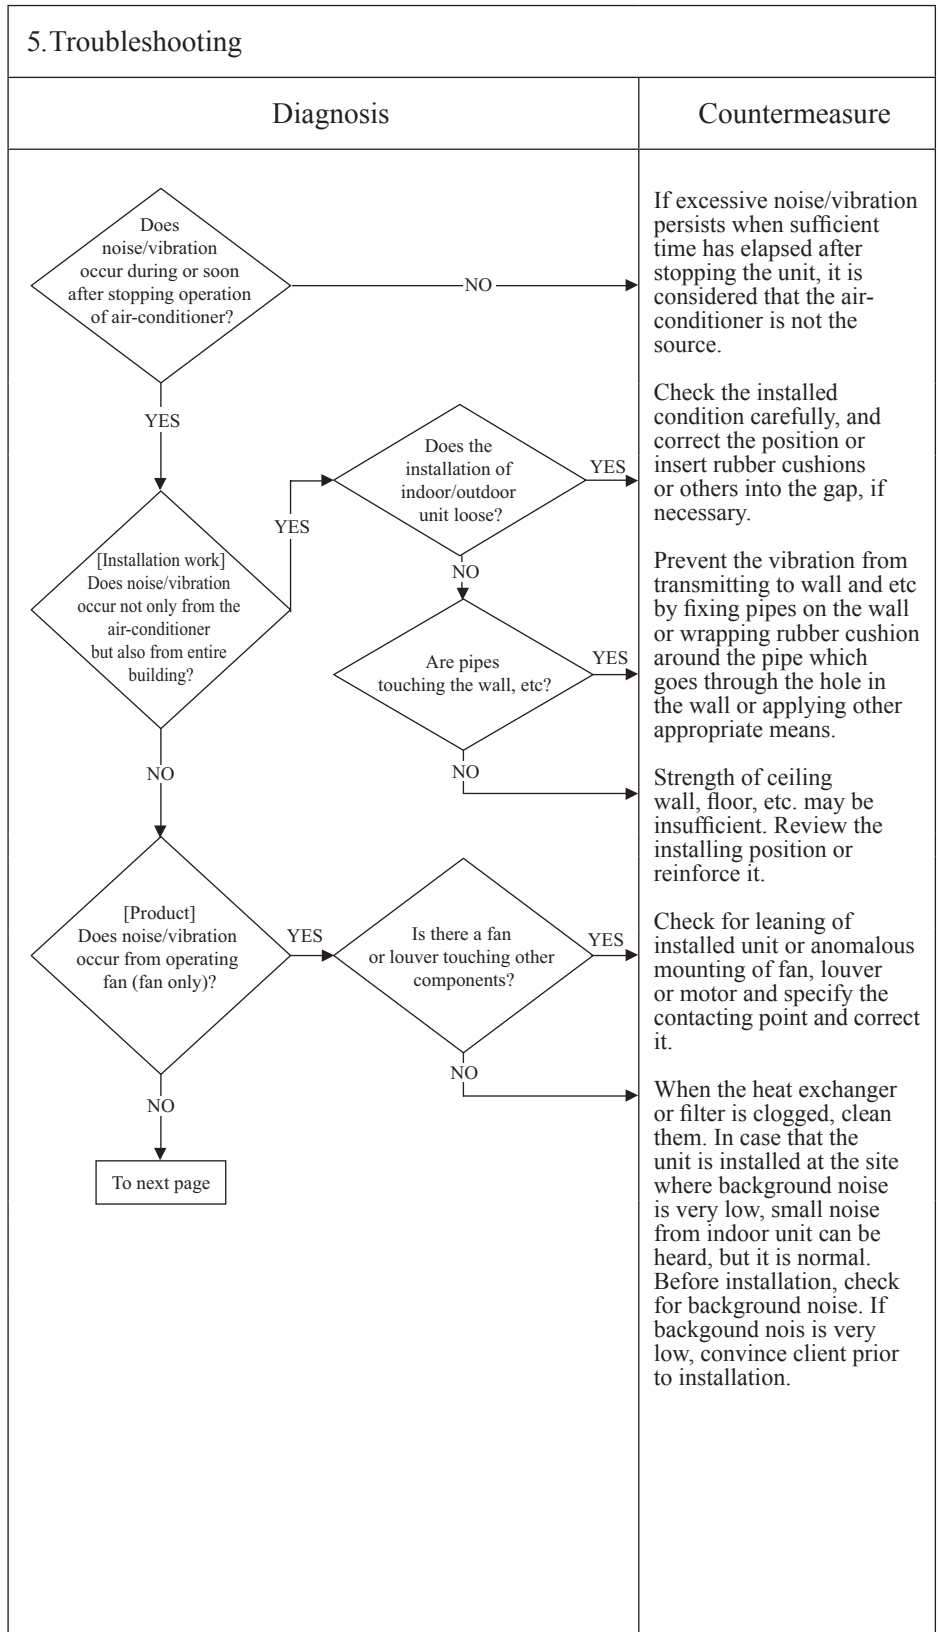 5.Troubleshooting
Diagnosis
Countermeasure
Does
noise/vibration
occur during or soon
after stopping operation
of air-conditioner?
NO
If excessive noise/vibration
persists when sufficient
time has elapsed after
stopping the unit, it is
considered that the air-
conditioner is not the
source.
YES
[Installation work]
Does noise/vibration
occur not only from the
air-conditioner
but also from entire
building?
YES
Does the
installation of
indoor/outdoor
unit loose?
YES
Check the installed
condition carefully, and
correct the position or
insert rubber cushions
or others into the gap, if
necessary.
NO
Are pipes
touching the wall, etc?
YES
Prevent the vibration from
transmitting to wall and etc
by fixing pipes on the wall
or wrapping rubber cushion
around the pipe which
goes through the hole in
the wall or applying other
appropriate means.
NO
Strength of ceiling
wall, floor, etc. may be
insufficient. Review the
installing position or
reinforce it.
NO
[Product]
Does noise/vibration
occur from operating
fan (fan only)?
YES
Is there a fan
or louver touching other
components?
YES
Check for leaning of
installed unit or anomalous
mounting of fan, louver
or motor and specify the
contacting point and correct
it.
NO
When the heat exchanger
or filter is clogged, clean
them. In case that the
unit is installed at the site
where background noise
is very low, small noise
from indoor unit can be
heard, but it is normal.
Before installation, check
for background noise. If
backgound nois is very
low, convince client prior
to installation.
NO
To next page